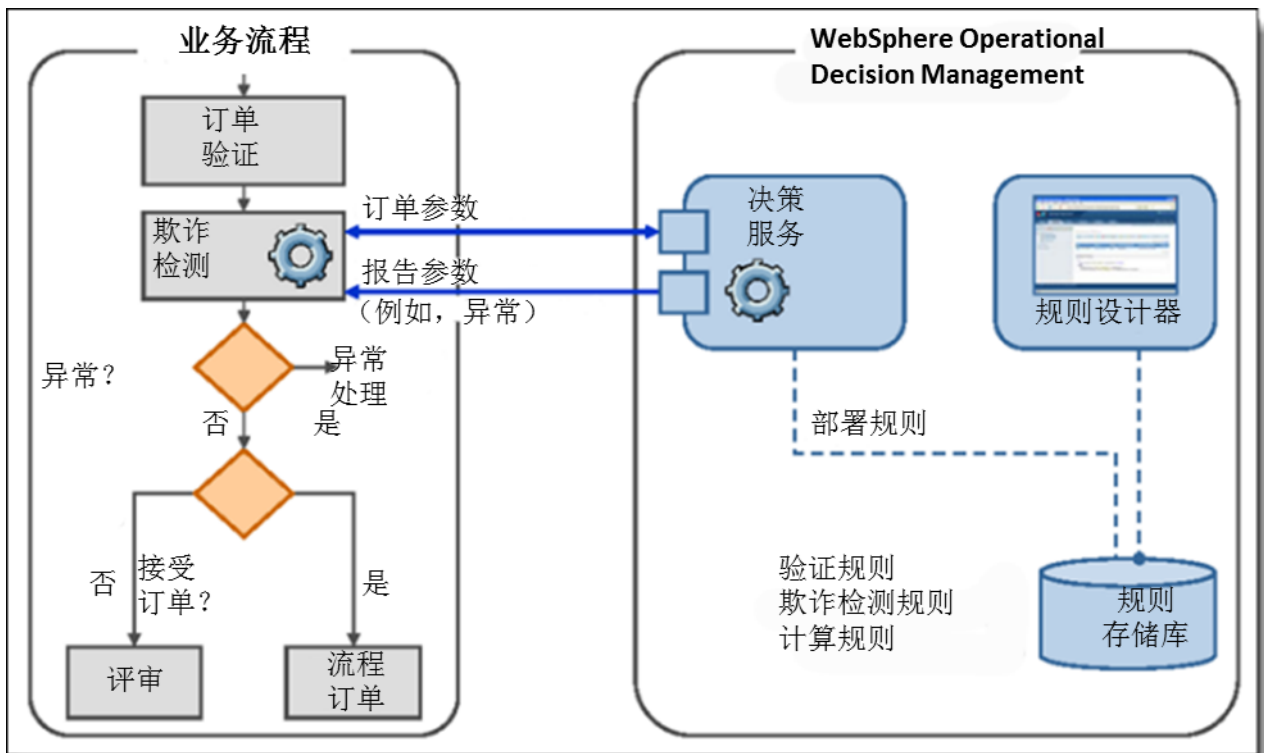 业务流程
订单
验证
欺诈
检测
异常?
异常
处理
否
是
否
接受
订单?
是
评审
流程
订单
订单参数
报告参数
(例如，异常)
WebSphere Operational
Decision Management
决策
服务
规则设计器
部署规则
验证规则
欺诈检测规则
计算规则
规则
存储库